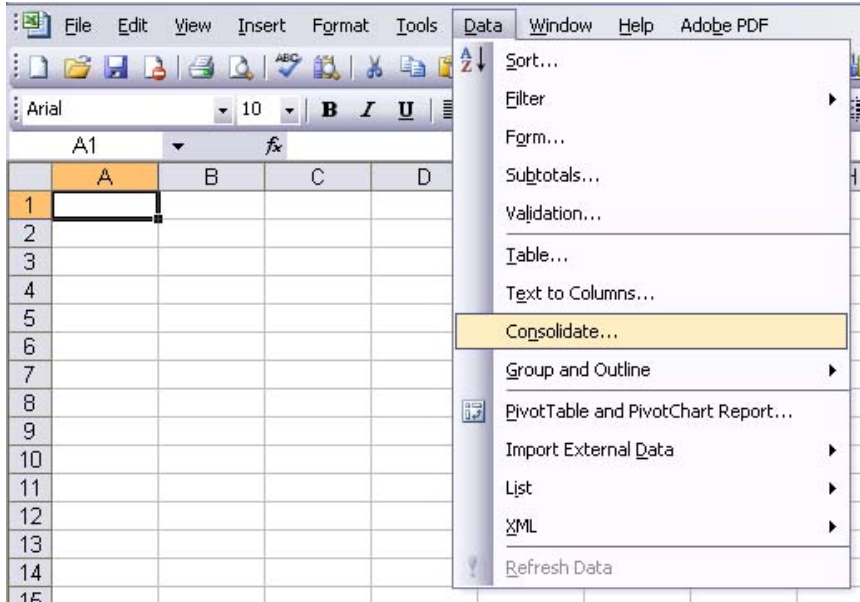 File Edit View Insert Format Tools Data Window Help Adobe PDF
ABC
A Z Sort...
Arial 10 B I U
Filter
Form...
A1 fx
Subtotals...
A B C D H
Validation...
1
2
3 Table...
4 Text to Columns...
5 Consolidate...
6
7 Group and Outline
8 PivotTable and PivotChart Report...
9
10 Import External Data
11 List
12 XML
13
14 Refresh Data
15